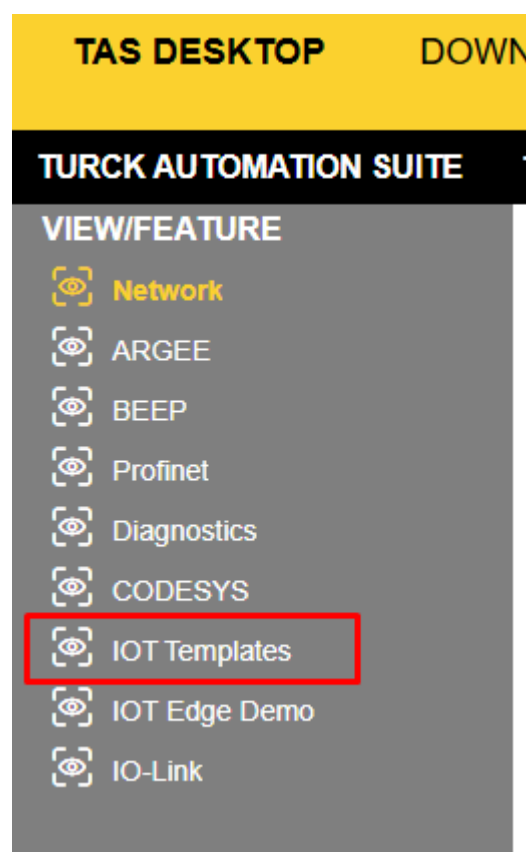 TAS DESKTOP DOWN
TURCK AUTOMATION SUITE
VIEW/FEATURE
Network
ARGEE
BEEP
Profinet
Diagnostics
CODESYS
IOT Templates
IOT Edge Demo
IO-Link